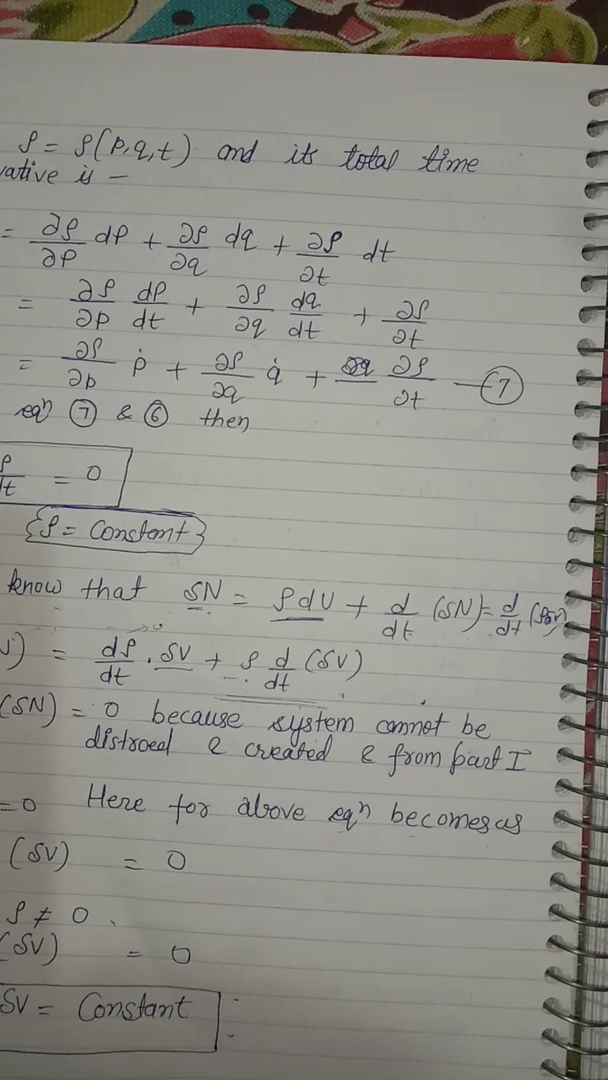 ρ = ρ(p,q,t) and its total time
vative is —
= ∂ρ/∂p dp + ∂ρ/∂q dq + ∂ρ/∂t dt
= ∂ρ/∂p dp/dt + ∂ρ/∂q dq/dt + ∂ρ/∂t
= ∂ρ/∂p ṗ + ∂ρ/∂q q̇ + ∂ρ/∂t —⑦
eqⁿ ⑦ & ⑥ then
ρ/dt = 0
{ρ = Constant}
know that δN = ρdV + d/dt (δN) = d/dt (ρδV)
V) = dρ/dt . δV + ρ d/dt (δV)
(δN) = 0 because system cannot be
distroed & created & from part I
=0 Here for above eqⁿ becomes as
(δV) = 0
ρ ≠ 0
(δV) = 0
δV = Constant